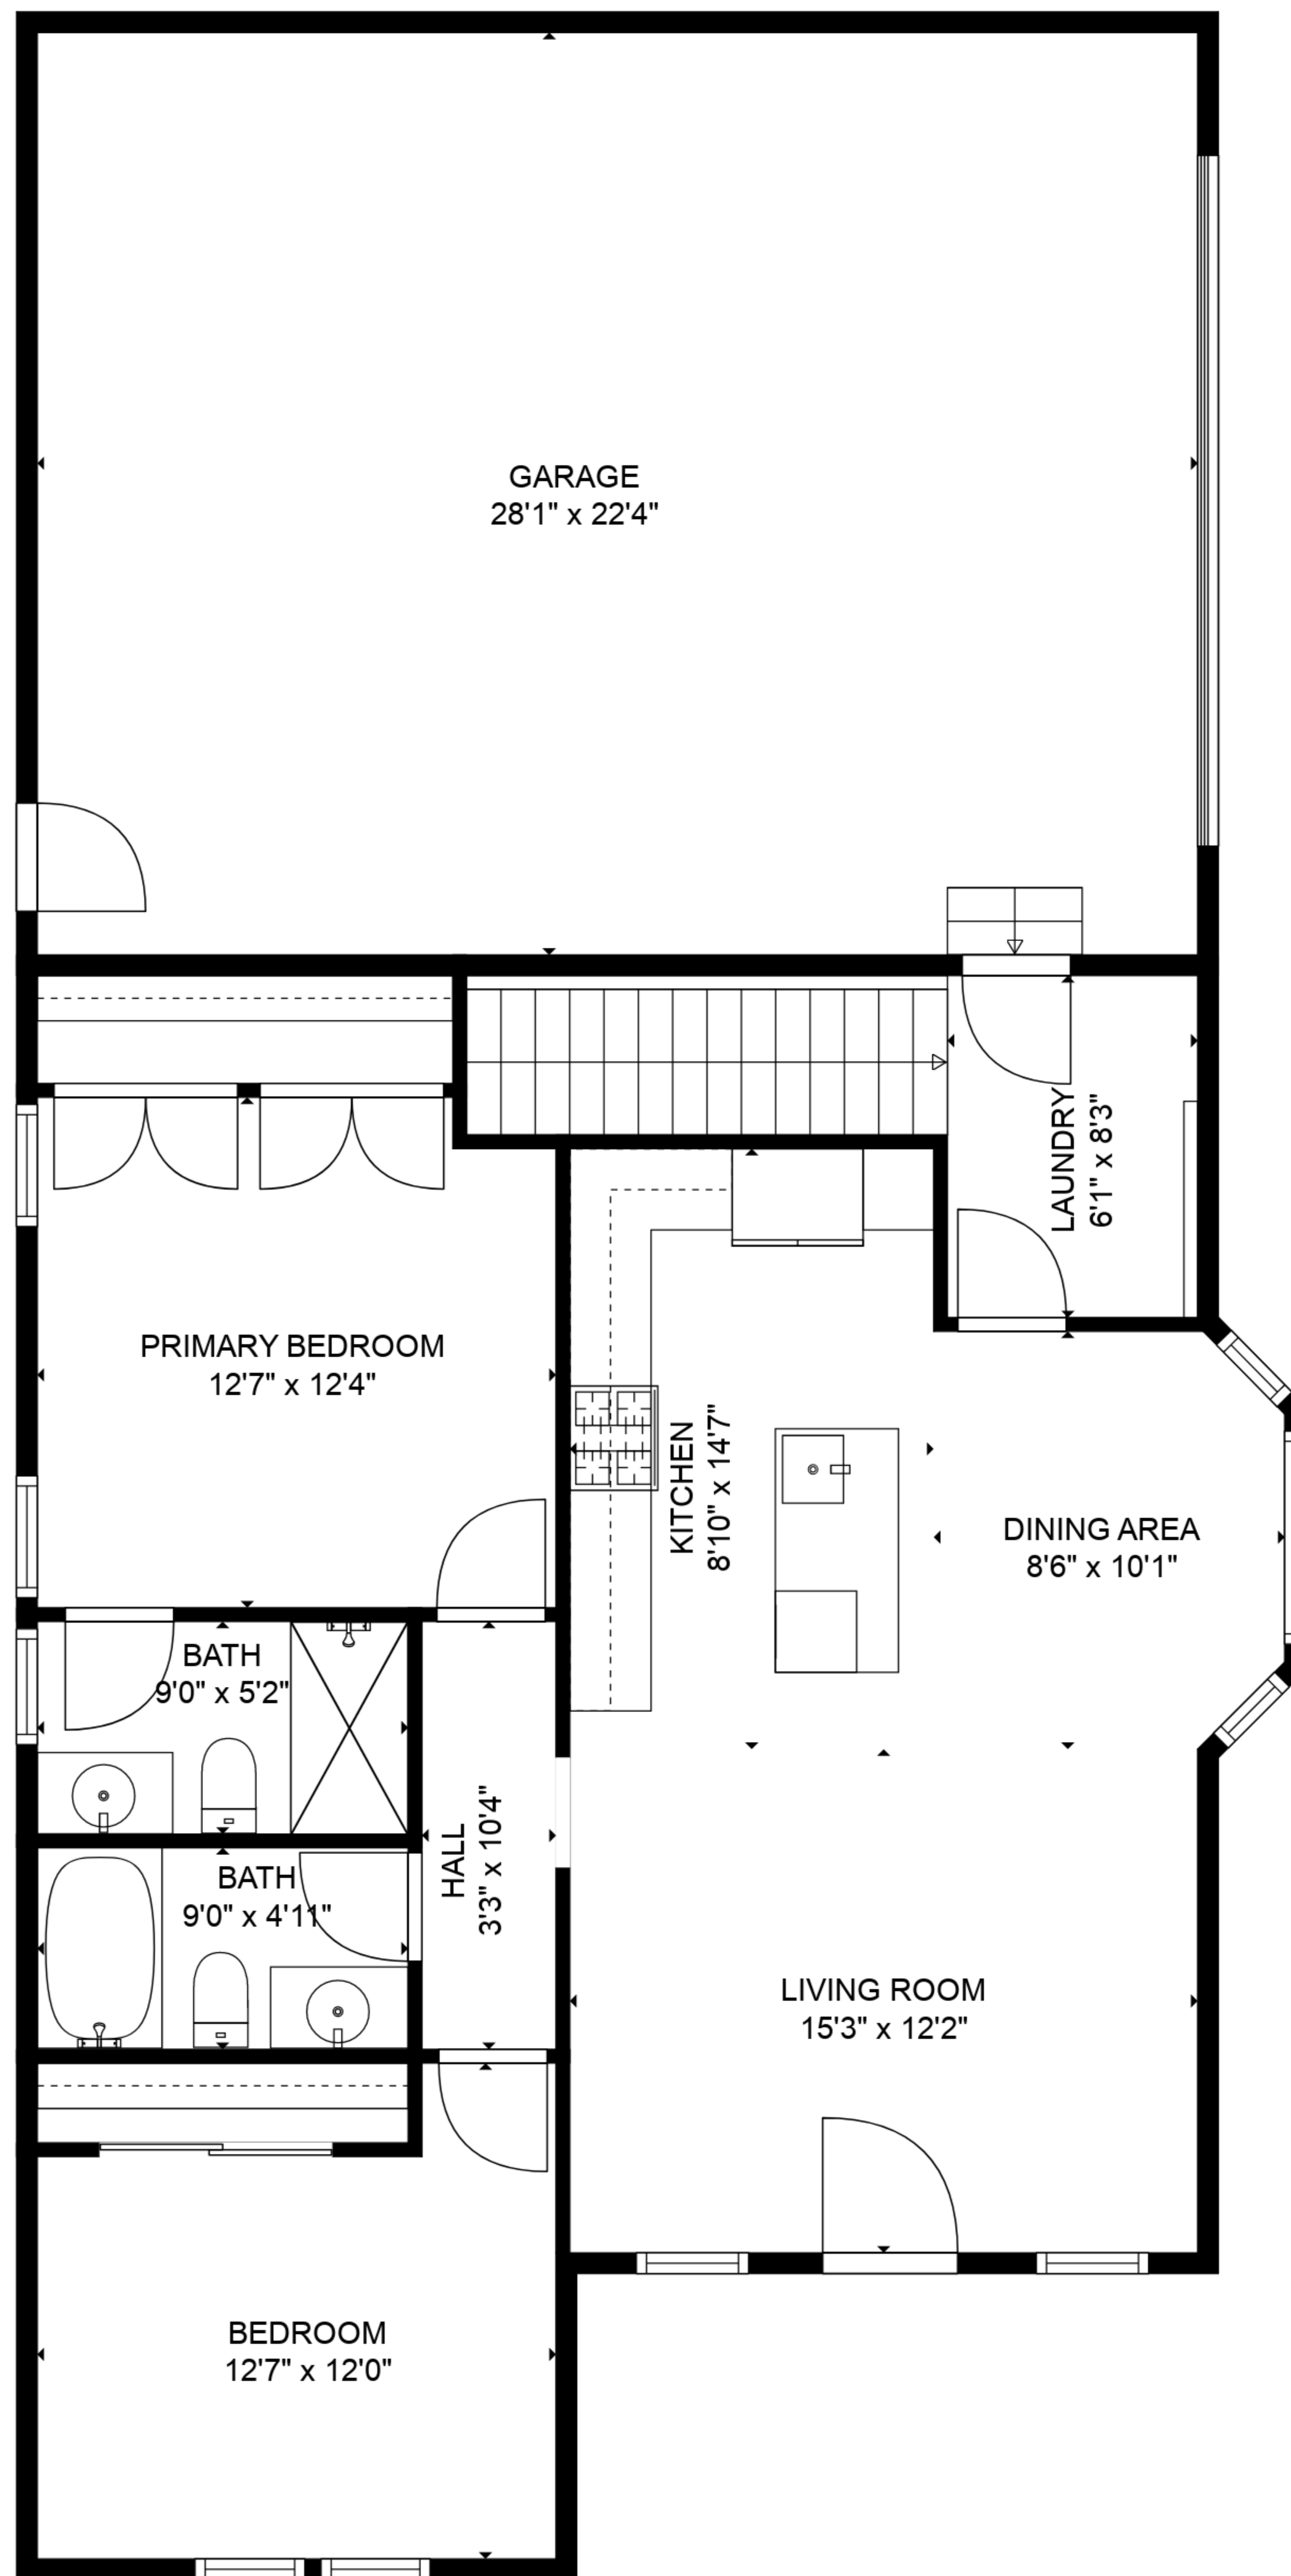 GARAGE
28'1" x 22'4"
LAUNDRY
6'1" x 8'3"
PRIMARY BEDROOM
12'7" x 12'4"
KITCHEN
8'10" x 14'7"
DINING AREA
8'6" x 10'1"
BATH
9'0" x 5'2"
HALL
3'3" x 10'4"
BATH
9'0" x 4'11"
LIVING ROOM
15'3" x 12'2"
BEDROOM
12'7" x 12'0"